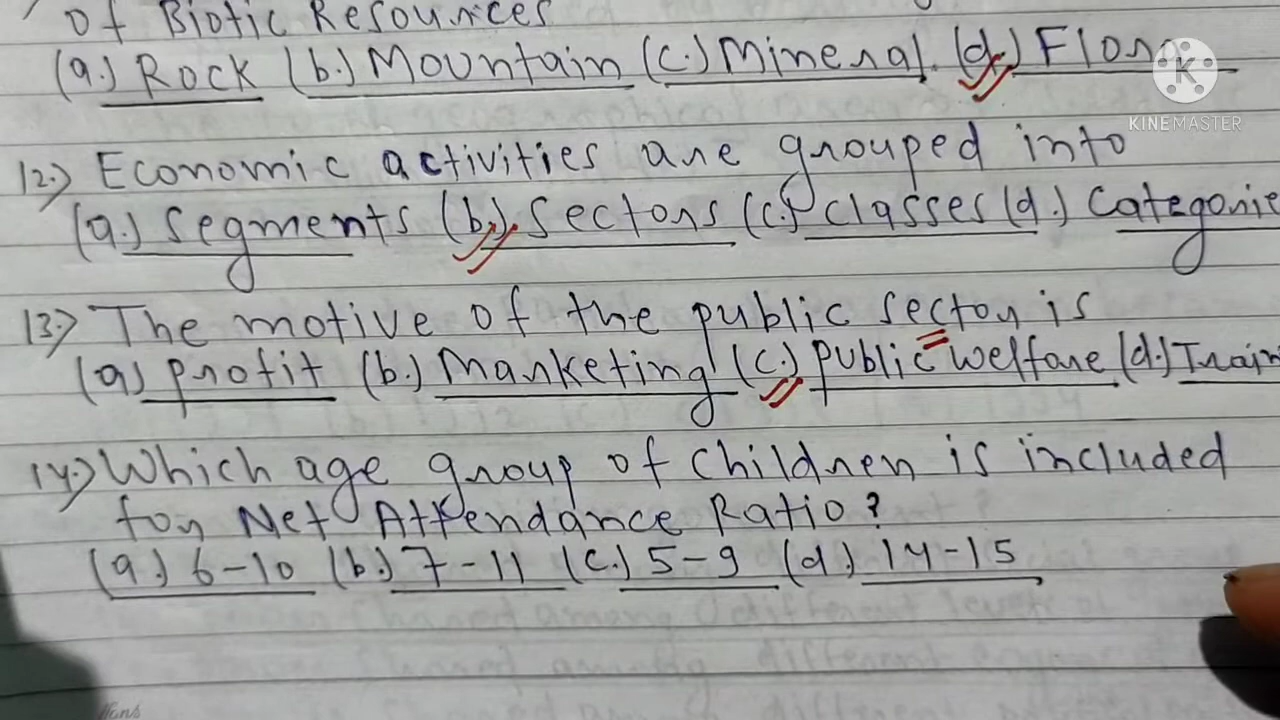 of Biotic Resources
(a.) Rock (b.) Mountain (c.) Mineral (d.) Flora
KINEMASTER
12.) Economic activities are grouped into
(a.) Segments (b.) Sectors (c.) classes (d.) Categorie
13.) The motive of the public sector is
(a) profit (b.) Marketing (c.) public welfare (d.) Train
14.) Which age group of children is included
for Net Attendance Ratio?
(a.) 6-10 (b.) 7-11 (c.) 5-9 (d.) 14-15